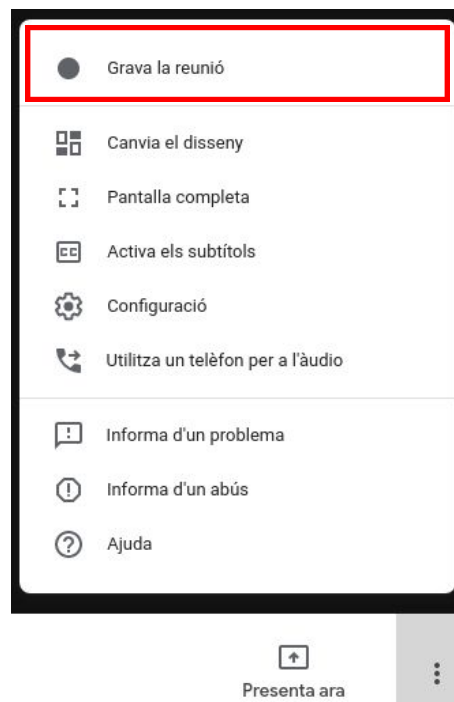 Grava la reunió
Canvia el disseny
Pantalla completa
Activa els subtítols
Configuració
Utilitza un telèfon per a l'àudio
Informa d'un problema
Informa d'un abús
Ajuda
Presenta ara